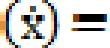 (ẋ) =